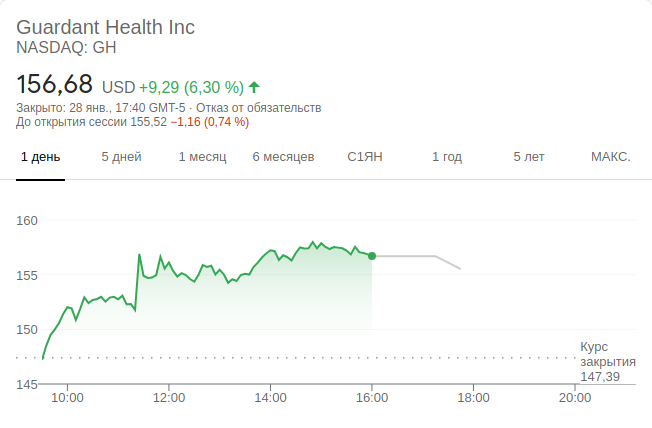 Guardant Health Inc
NASDAQ: GH
156,68 USD +9,29 (6,30 %)
Закрыто: 28 янв., 17:40 GMT-5 · Отказ от обязательств
До открытия сессии 155,52 −1,16 (0,74 %)
1 день 5 дней 1 месяц 6 месяцев С1ЯН 1 год 5 лет МАКС.
160
155
150
Курс
закрытия
147,39
145
10:00 12:00 14:00 16:00 18:00 20:00